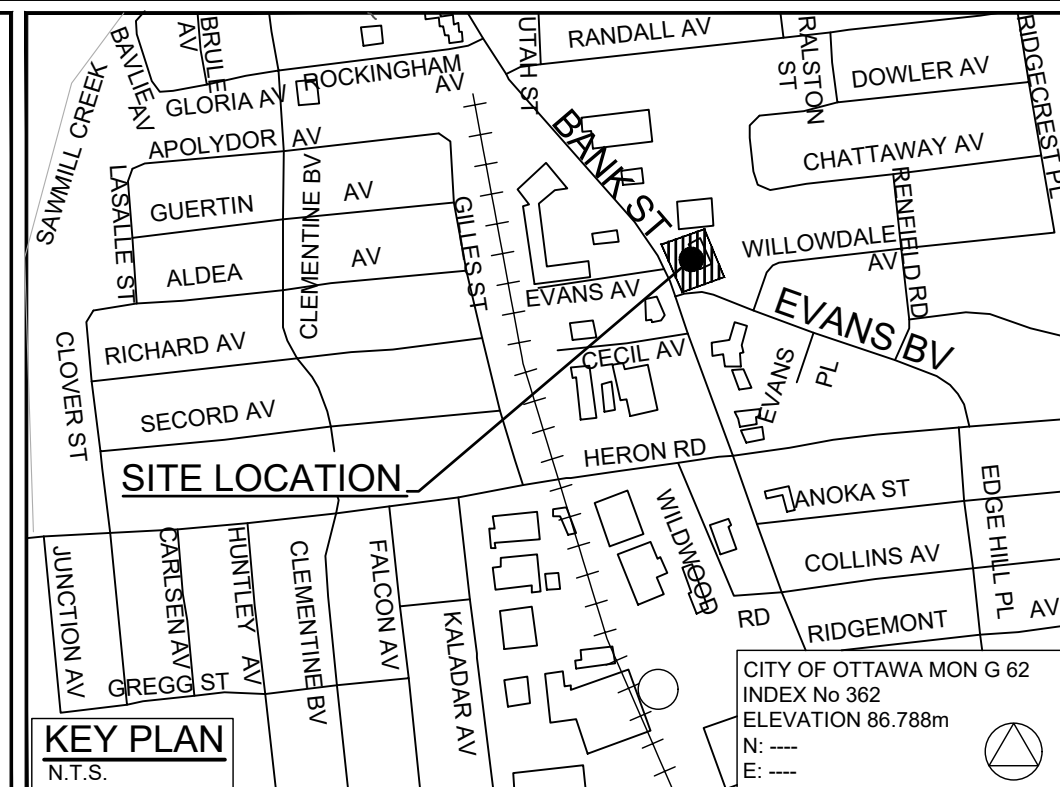 BAVLIE
AV
BRULE
AV
ROCKINGHAM
AV
UTAH ST
RANDALL AV
RALSTON
ST
DOWLER AV
RIDGECREST PL
SAWMILL CREEK
GLORIA AV
APOLYDOR AV
BANK ST
CHATTAWAY AV
LASALLE ST
GUERTIN AV
CLEMENTINE BV
GILLES ST
RENFIELD RD
ALDEA AV
EVANS AV
WILLOWDALE
AV
EVANS BV
CLOVER ST
RICHARD AV
CECIL AV
EVANS
PL
SECORD AV
HERON RD
SITE LOCATION
WILDWOOD
RD
ANOKA ST
EDGE HILL PL
JUNCTION AV
CARLSEN AV
HUNTLEY AV
CLEMENTINE BV
FALCON AV
KALADAR AV
COLLINS AV
RIDGEMONT AV
GREGG ST
KEY PLAN
N.T.S.
CITY OF OTTAWA MON G 62
INDEX No 362
ELEVATION 86.788m
N: ----
E: ----